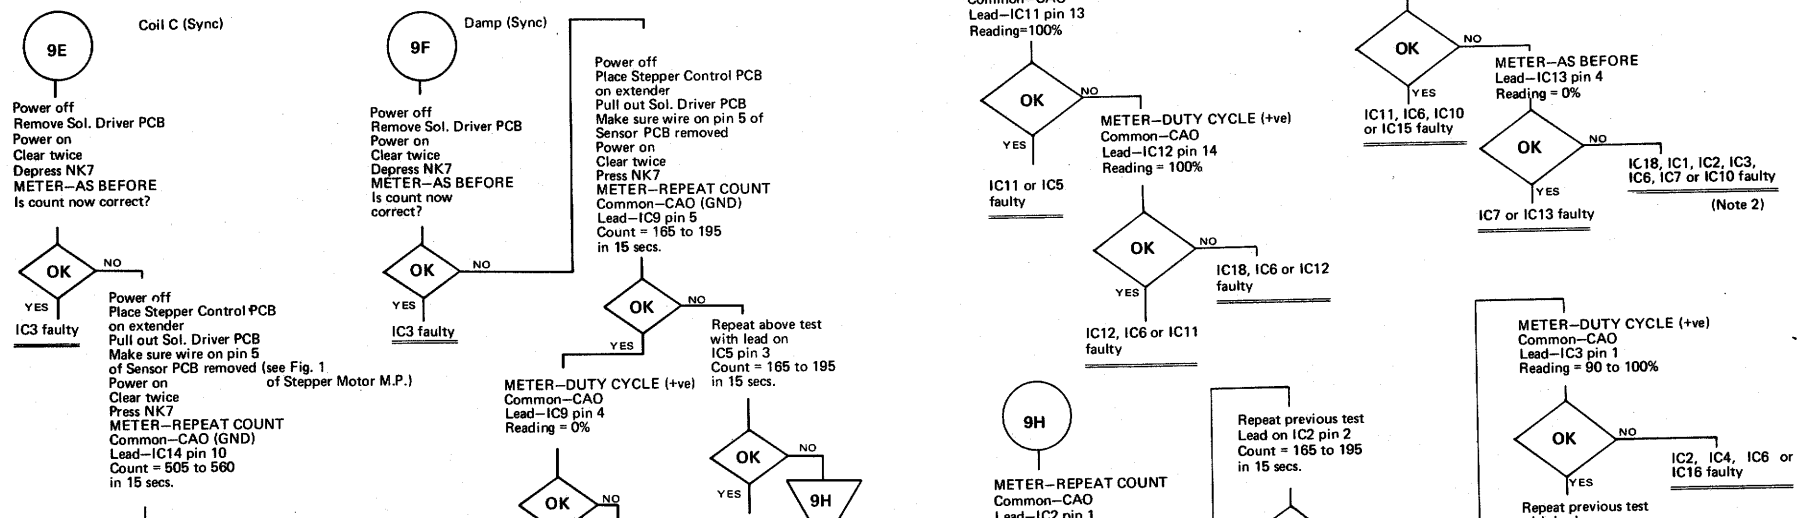 9E
Coil C (Sync)
Power off
Remove Sol. Driver PCB
Power on
Clear twice
Depress NK7
METER—AS BEFORE
Is count now correct?
OK
NO
YES
IC3 faulty
Power off
Place Stepper Control PCB
on extender
Pull out Sol. Driver PCB
Make sure wire on pin 5
of Sensor PCB removed (see Fig. 1
Power on of Stepper Motor M.P.)
Clear twice
Press NK7
METER—REPEAT COUNT
Common—CAO (GND)
Lead—IC14 pin 10
Count = 505 to 560
in 15 secs.
9F
Damp (Sync)
Power off
Remove Sol. Driver PCB
Power on
Clear twice
Depress NK7
METER—AS BEFORE
Is count now
correct?
OK
NO
YES
IC3 faulty
Power off
Place Stepper Control PCB
on extender
Pull out Sol. Driver PCB
Make sure wire on pin 5 of
Sensor PCB removed
Power on
Clear twice
Press NK7
METER—REPEAT COUNT
Common—CAO (GND)
Lead—IC9 pin 5
Count = 165 to 195
in 15 secs.
OK
NO
YES
Repeat above test
with lead on
IC5 pin 3
Count = 165 to 195
in 15 secs.
METER—DUTY CYCLE (+ve)
Common—CAO
Lead—IC9 pin 4
Reading = 0%
OK
NO
OK
NO
YES
9H
Lead—IC11 pin 13
Reading=100%
OK
NO
YES
IC11 or IC5
faulty
METER—DUTY CYCLE (+ve)
Common—CAO
Lead—IC12 pin 14
Reading = 100%
OK
NO
YES
IC18, IC6 or IC12
faulty
IC12, IC6 or IC11
faulty
9H
METER—REPEAT COUNT
Common—CAO
Lead—IC2 pin 1
Repeat previous test
Lead on IC2 pin 2
Count = 165 to 195
in 15 secs.
OK
NO
YES
IC11, IC6, IC10
or IC15 faulty
METER—AS BEFORE
Lead—IC13 pin 4
Reading = 0%
OK
NO
YES
IC7 or IC13 faulty
IC18, IC1, IC2, IC3,
IC6, IC7 or IC10 faulty
(Note 2)
METER—DUTY CYCLE (+ve)
Common—CAO
Lead—IC3 pin 1
Reading = 90 to 100%
OK
NO
YES
IC2, IC4, IC6 or
IC16 faulty
Repeat previous test